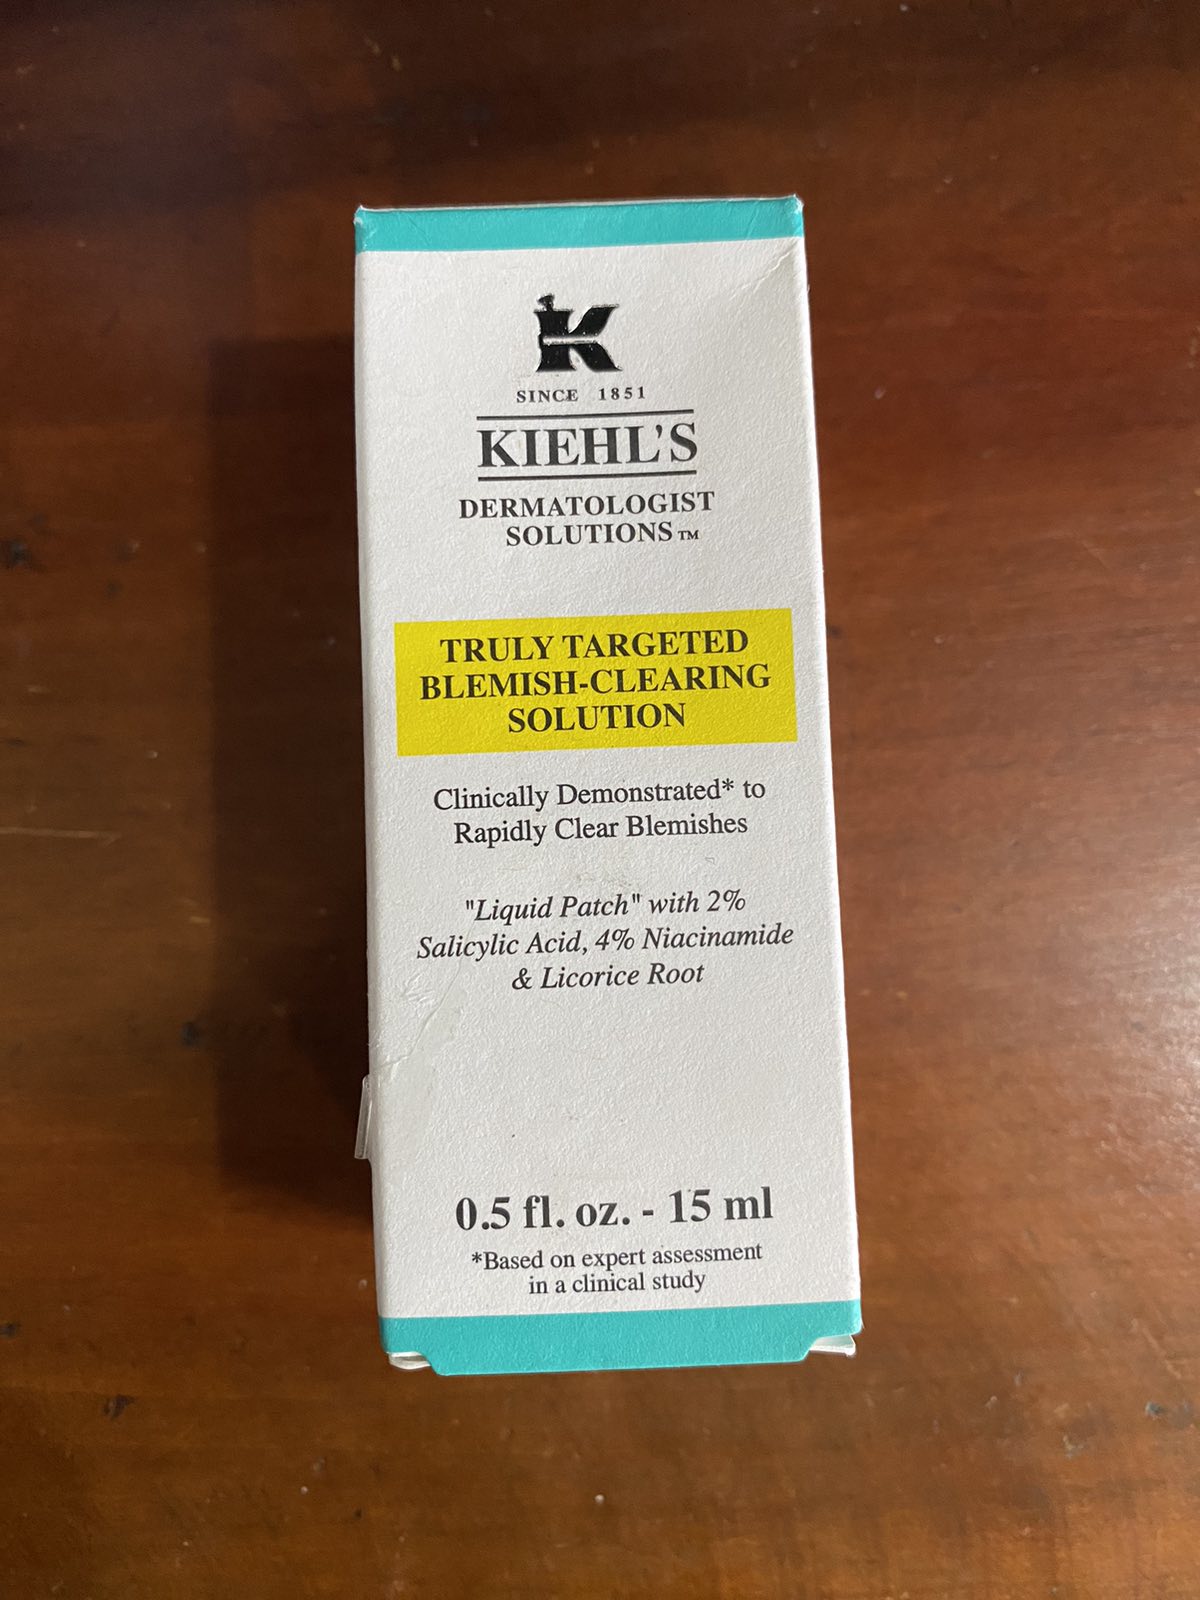 K
SINCE 1851
KIEHL'S
DERMATOLOGIST
SOLUTIONS™
TRULY TARGETED
BLEMISH-CLEARING
SOLUTION
Clinically Demonstrated* to
Rapidly Clear Blemishes
"Liquid Patch" with 2%
Salicylic Acid, 4% Niacinamide
& Licorice Root
0.5 fl. oz. - 15 ml
*Based on expert assessment
in a clinical study